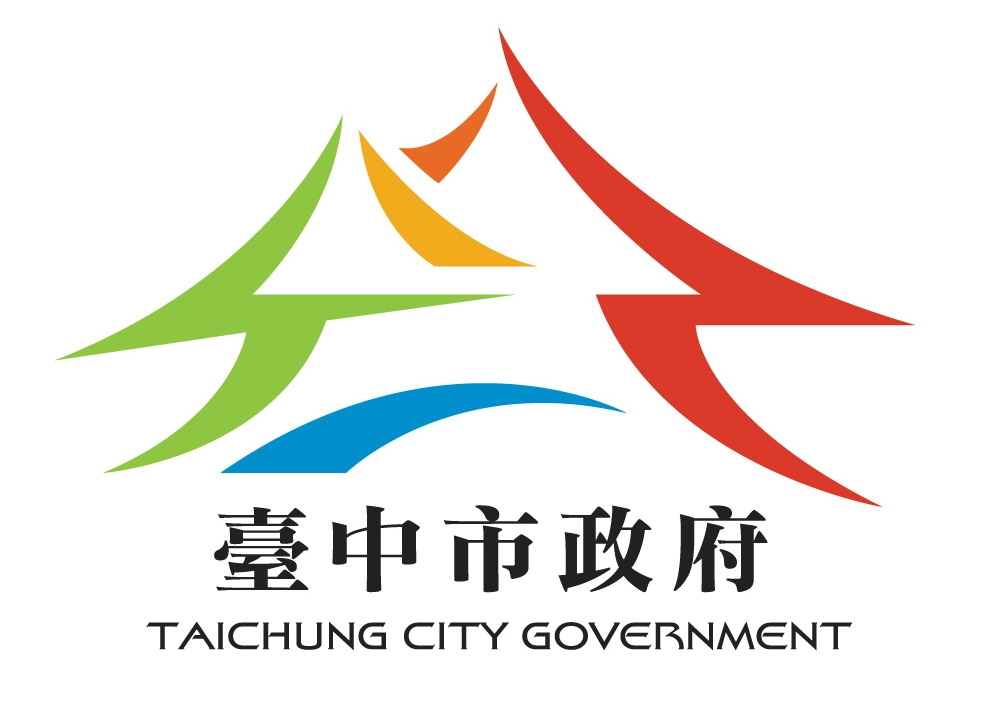 臺中市政府
TAICHUNG CITY GOVERNMENT